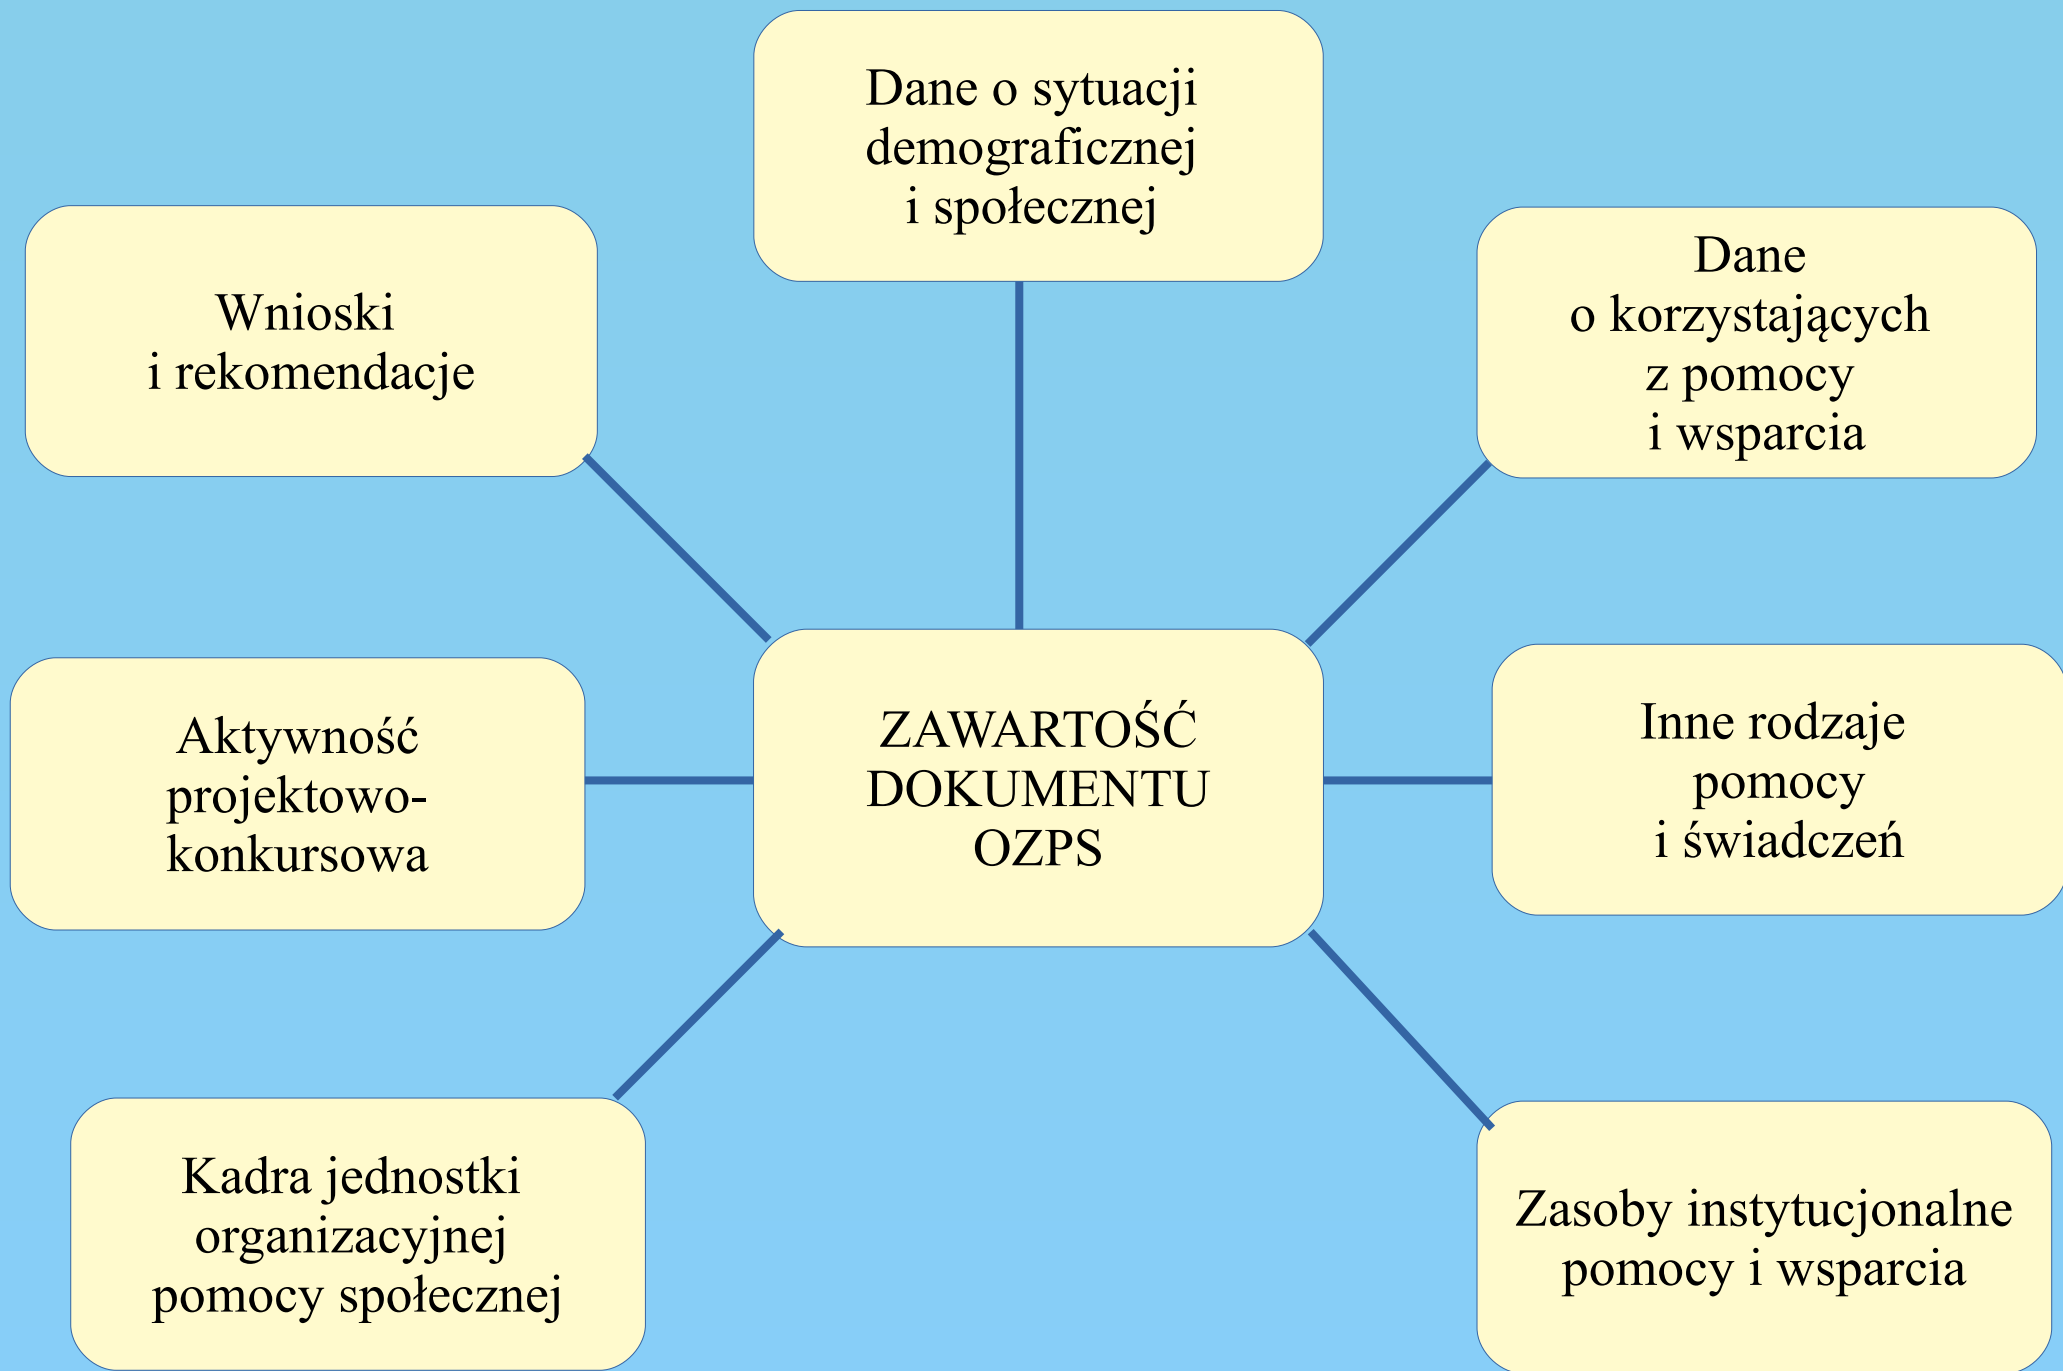 Dane o sytuacji
demograficznej
i społecznej
Wnioski
i rekomendacje
Dane
o korzystających
z pomocy
i wsparcia
Aktywność
projektowo-
konkursowa
ZAWARTOŚĆ
DOKUMENTU
OZPS
Inne rodzaje
pomocy
i świadczeń
Kadra jednostki
organizacyjnej
pomocy społecznej
Zasoby instytucjonalne
pomocy i wsparcia